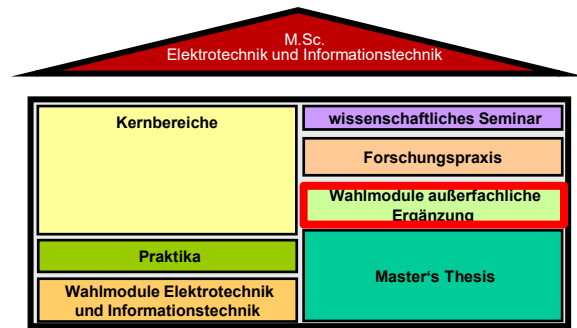 M.Sc.
Elektrotechnik und Informationstechnik
Kernbereiche
Praktika
Wahlmodule Elektrotechnik
und Informationstechnik
wissenschaftliches Seminar
Forschungspraxis
Wahlmodule außerfachliche
Ergänzung
Master's Thesis